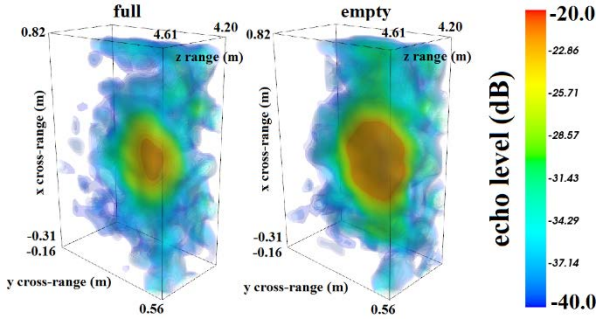 full
empty
0.82
4.61
4.20
z range (m)
x cross-range (m)
-0.31
-0.16
y cross-range (m)
0.56
0.82
4.61
4.20
z range (m)
x cross-range (m)
-0.31
-0.16
y cross-range (m)
0.56
echo level (dB)
-20.0
-22.86
-25.71
-28.57
-31.43
-34.29
-37.14
-40.0